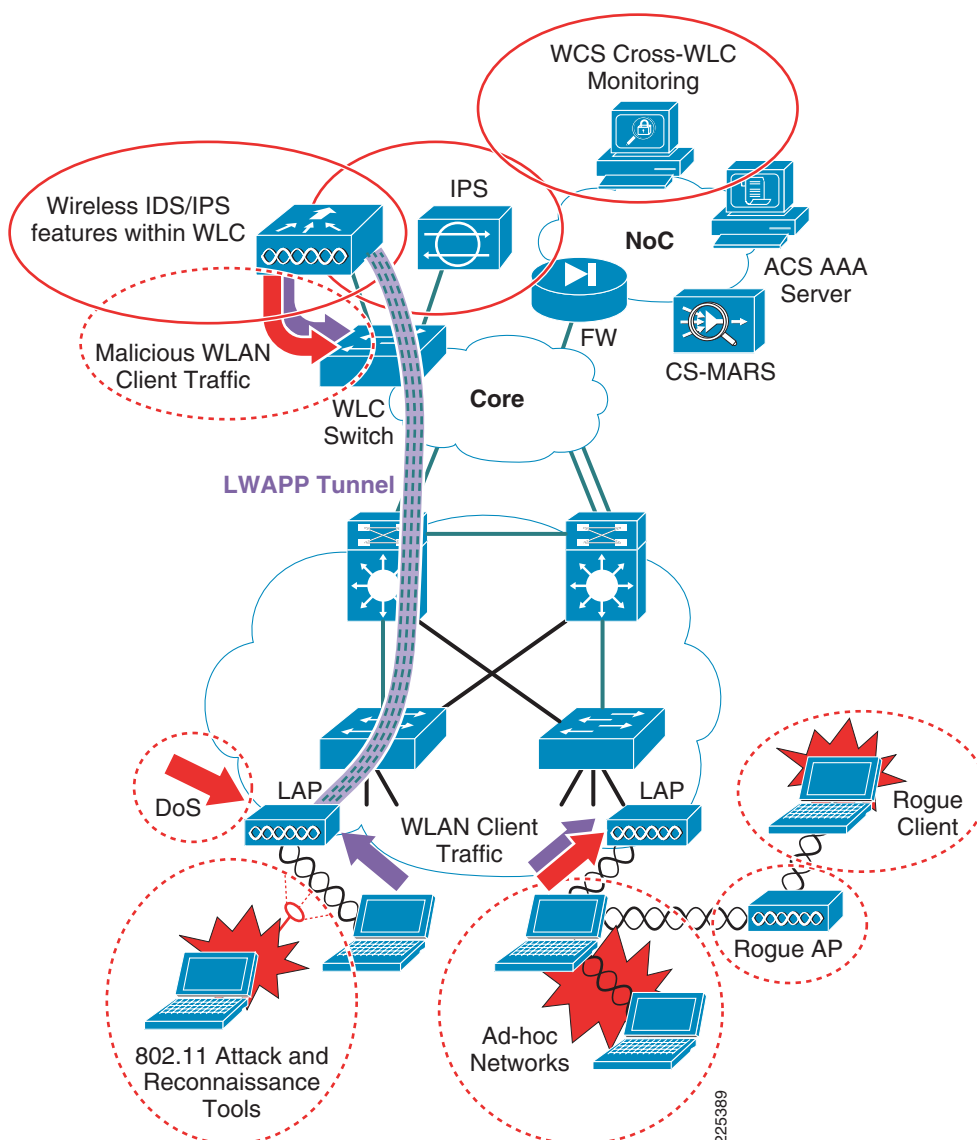 WCS Cross-WLC
Monitoring
Wireless IDS/IPS
features within WLC
IPS
NoC
ACS AAA
Server
FW
CS-MARS
Malicious WLAN
Client Traffic
WLC
Switch
Core
LWAPP Tunnel
DoS
LAP
WLAN Client
Traffic
LAP
Rogue
Client
Rogue AP
802.11 Attack and
Reconnaissance
Tools
Ad-hoc
Networks
225389